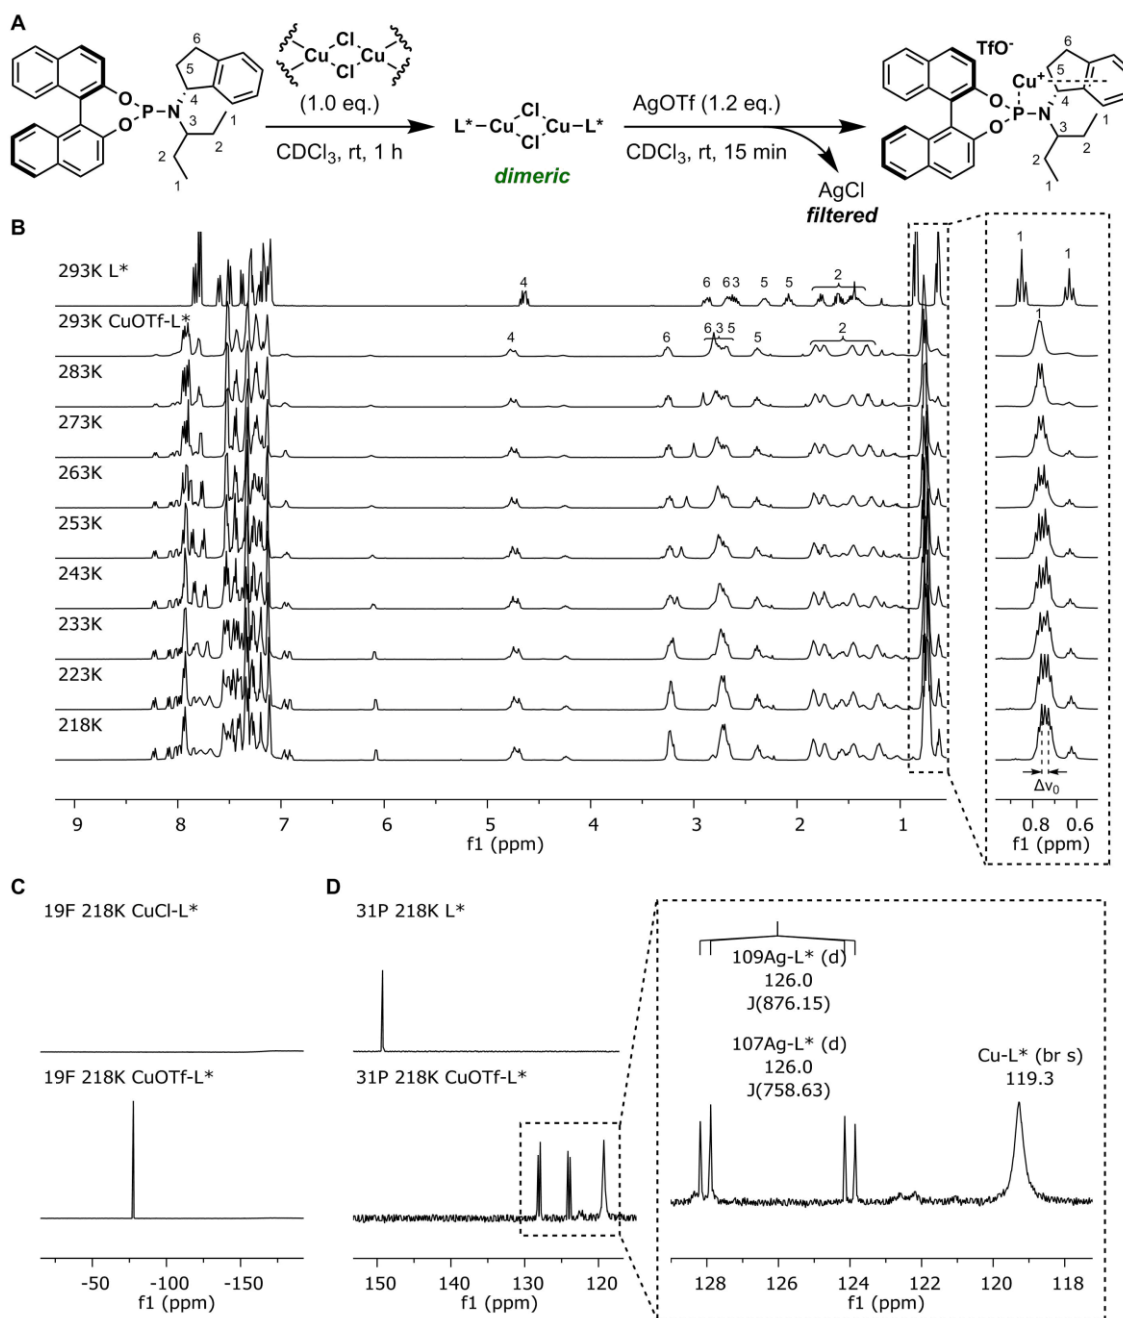 A
6
5
4
O
P
N
O
3
1
2
2
1
Cl
Cu
Cu
Cl
(1.0 eq.)
CDCl3, rt, 1 h
Cl
L*
Cu
Cu
L*
Cl
dimeric
AgOTf (1.2 eq.)
CDCl3, rt, 15 min
AgCl
filtered
TfO-
6
Cu+
5
4
O
P
N
O
3
1
2
2
1
B
293K L*
4
6
6
3
5
5
2
1
1
293K CuOTf-L*
4
6
6
3
5
5
2
1
283K
273K
263K
253K
243K
233K
223K
218K
Δv0
9 8 7 6 5 4 3 2 1
f1 (ppm)
0.8 0.6
f1 (ppm)
C
19F 218K CuCl-L*
19F 218K CuOTf-L*
-50 -100 -150
f1 (ppm)
D
31P 218K L*
31P 218K CuOTf-L*
150 140 130 120
f1 (ppm)
109Ag-L* (d)
126.0
J(876.15)
107Ag-L* (d)
126.0
J(758.63)
Cu-L* (br s)
119.3
128 126 124 122 120 118
f1 (ppm)